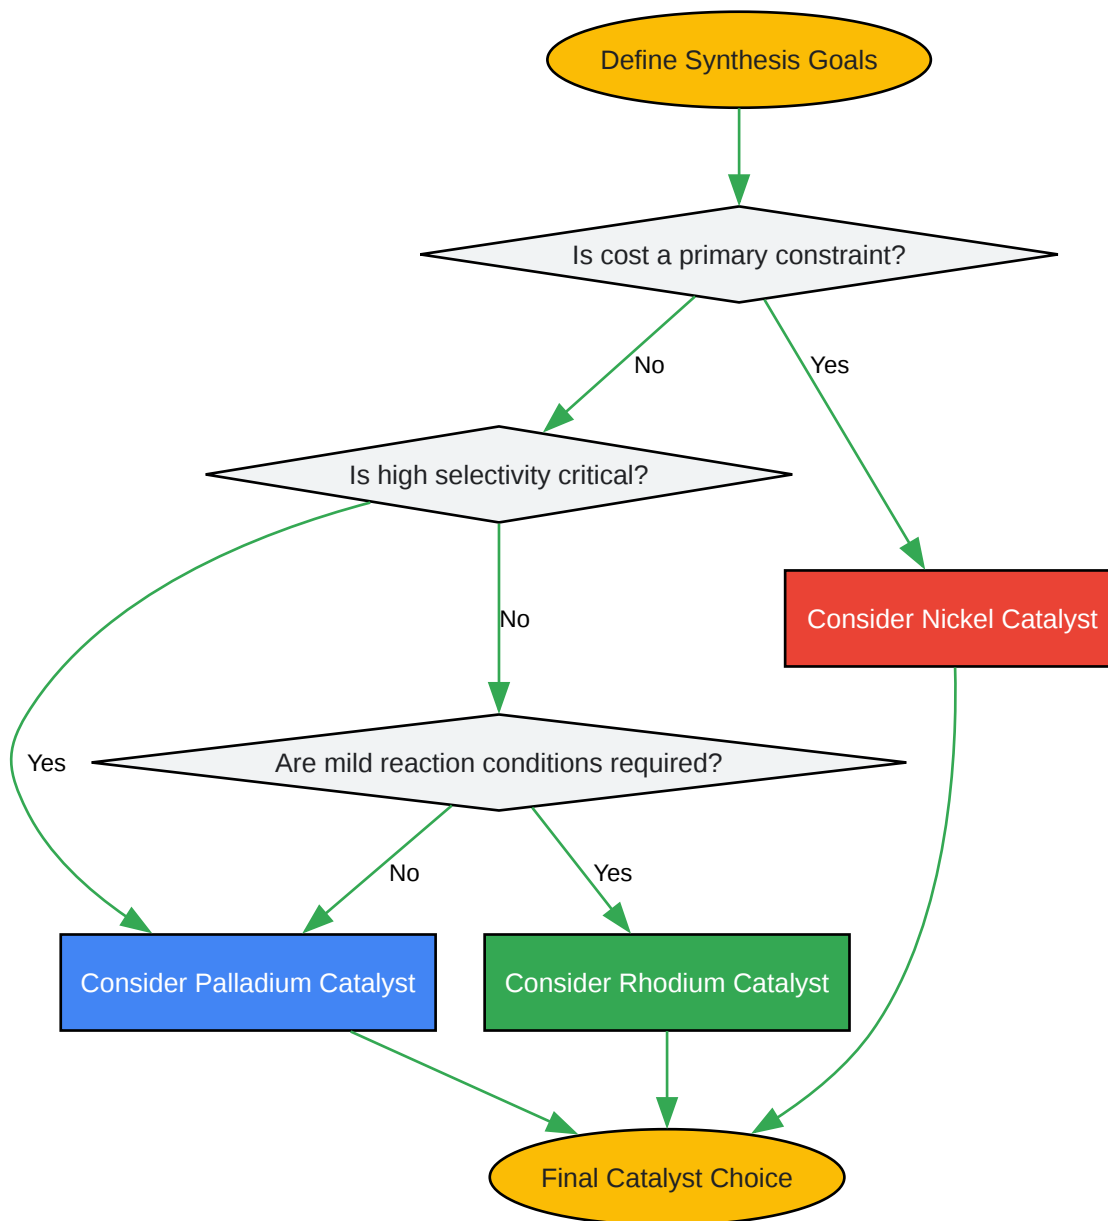 Define Synthesis Goals
Is cost a primary constraint?
No
Yes
Is high selectivity critical?
Consider Nickel Catalyst
No
Yes
Are mild reaction conditions required?
No
Yes
Consider Palladium Catalyst
Consider Rhodium Catalyst
Final Catalyst Choice